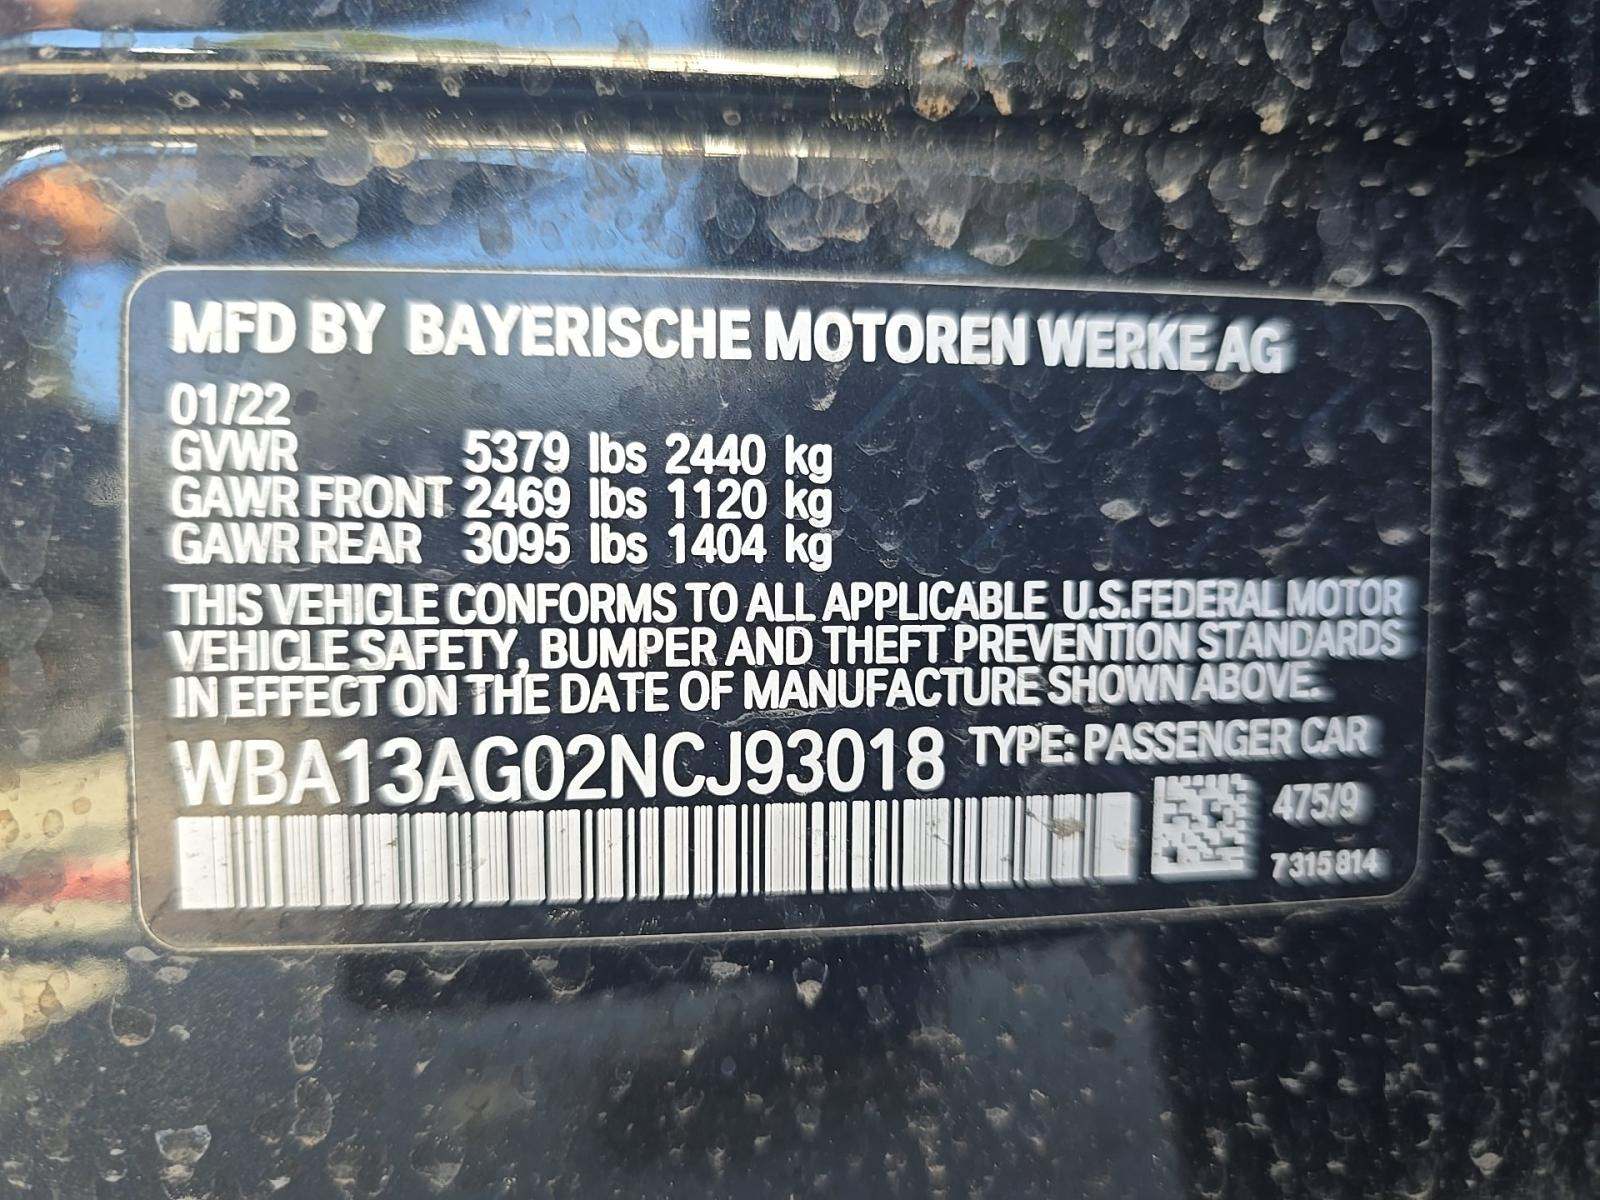 MFD BY BAYERISCHE MOTOREN WERKE AG
01/22
GVWR 5379 lbs 2440 kg
GAWR FRONT 2469 lbs 1120 kg
GAWR REAR 3095 lbs 1404 kg
THIS VEHICLE CONFORMS TO ALL APPLICABLE U.S.FEDERAL MOTOR
VEHICLE SAFETY, BUMPER AND THEFT PREVENTION STANDARDS
IN EFFECT ON THE DATE OF MANUFACTURE SHOWN ABOVE.
WBA13AG02NCJ93018 TYPE: PASSENGER CAR
475/9
7 315 814